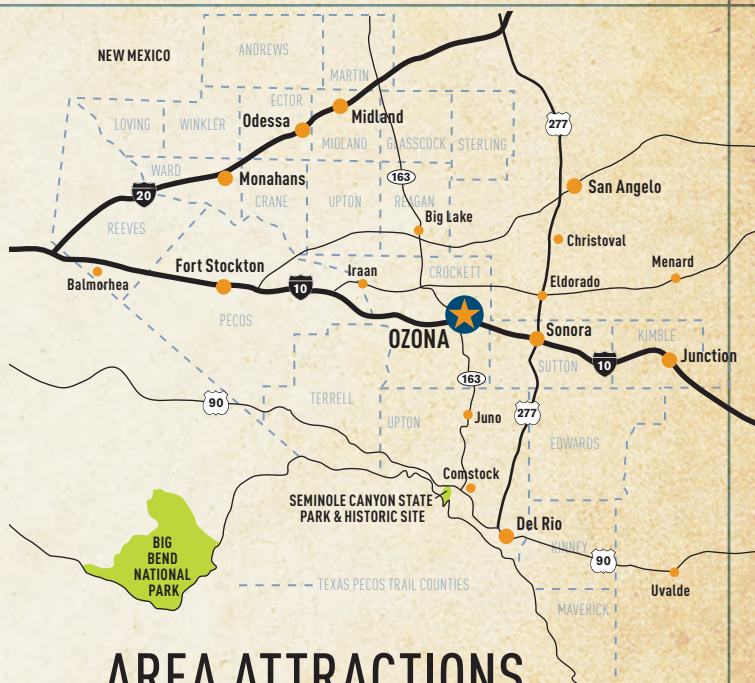 ANDREWS
NEW MEXICO
MARTIN
ECTOR
Odessa
Midland
LOVING
WINKLER
MIDLAND
GLASSCOCK
STERLING
277
WARD
Monahans
163
20
CRANE
UPTON
REAGAN
San Angelo
REEVES
Big Lake
Christoval
Fort Stockton
Iraan
CROCKETT
Menard
Balmorhea
10
Eldorado
PECOS
OZONA
Sonora
KIMBLE
Junction
SUTTON
10
163
90
TERRELL
277
UPTON
Juno
EDWARDS
Comstock
SEMINOLE CANYON STATE
PARK & HISTORIC SITE
Del Rio
BIG
BEND
NATIONAL
PARK
KINNEY
90
TEXAS PECOS TRAIL COUNTIES
Uvalde
MAVERICK
AREA ATTRACTIONS